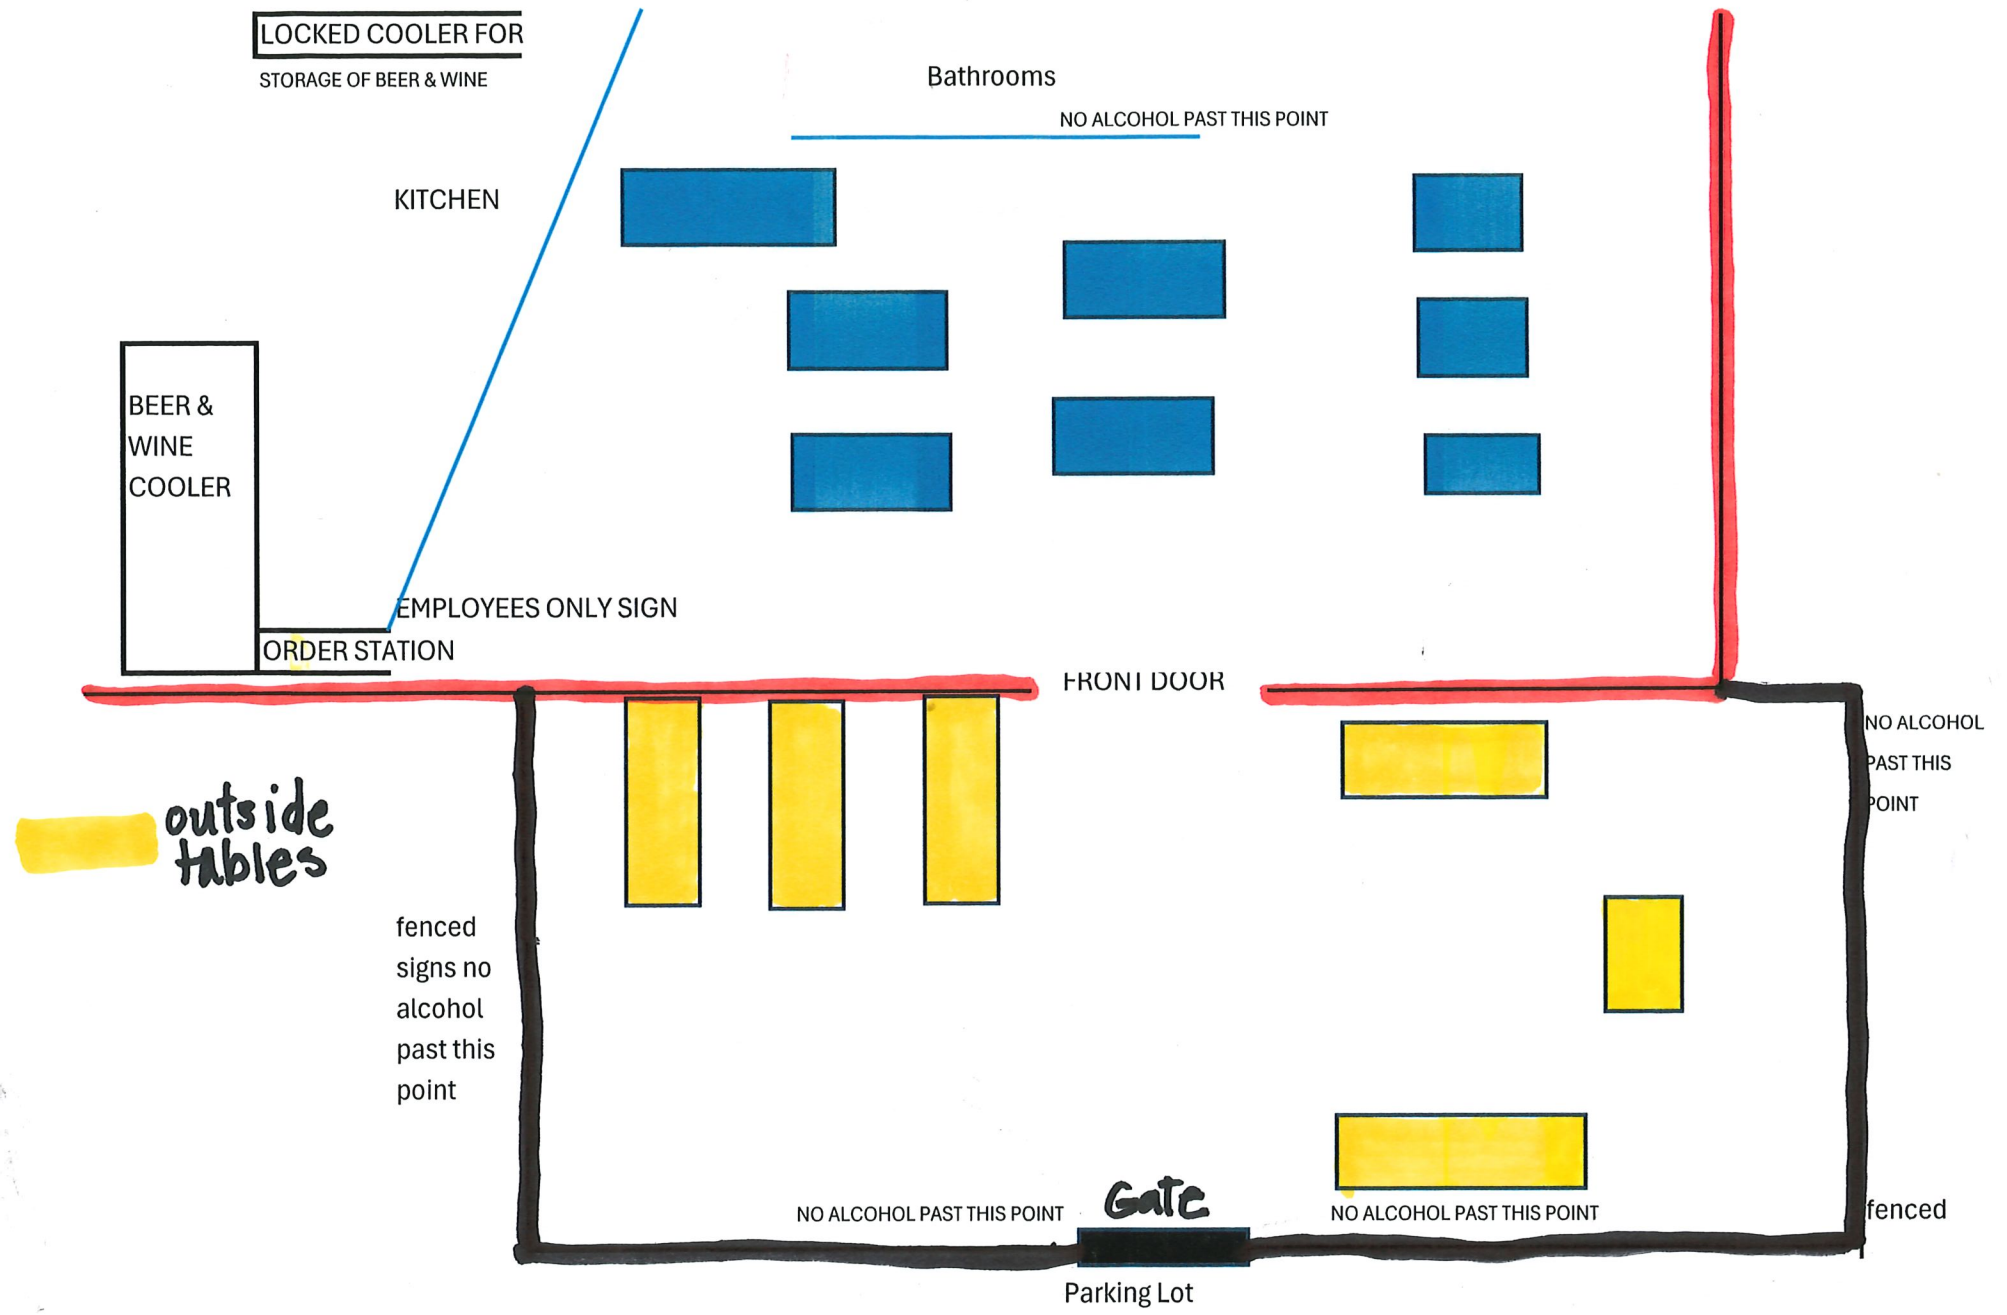 LOCKED COOLER FOR
STORAGE OF BEER & WINE
Bathrooms
NO ALCOHOL PAST THIS POINT
KITCHEN
BEER &
WINE
COOLER
EMPLOYEES ONLY SIGN
ORDER STATION
FRONT DOOR
NO ALCOHOL
PAST THIS
POINT
outside
tables
fenced
signs no
alcohol
past this
point
NO ALCOHOL PAST THIS POINT
Gate
NO ALCOHOL PAST THIS POINT
fenced
Parking Lot